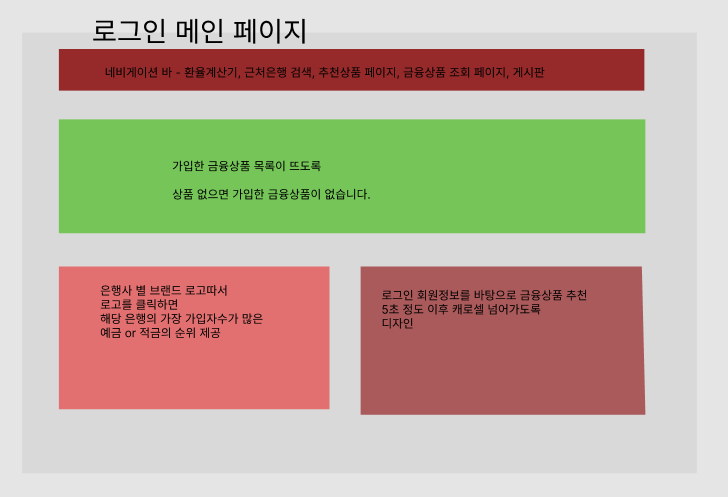 로그인 메인 페이지
네비게이션 바 - 환율계산기, 근처은행 검색, 추천상품 페이지, 금융상품 조회 페이지, 게시판
가입한 금융상품 목록이 뜨도록
상품 없으면 가입한 금융상품이 없습니다.
은행사 별 브랜드 로고따서
로고를 클릭하면
해당 은행의 가장 가입자수가 많은
예금 or 적금의 순위 제공
로그인 회원정보를 바탕으로 금융상품 추천
5초 정도 이후 캐로셀 넘어가도록
디자인